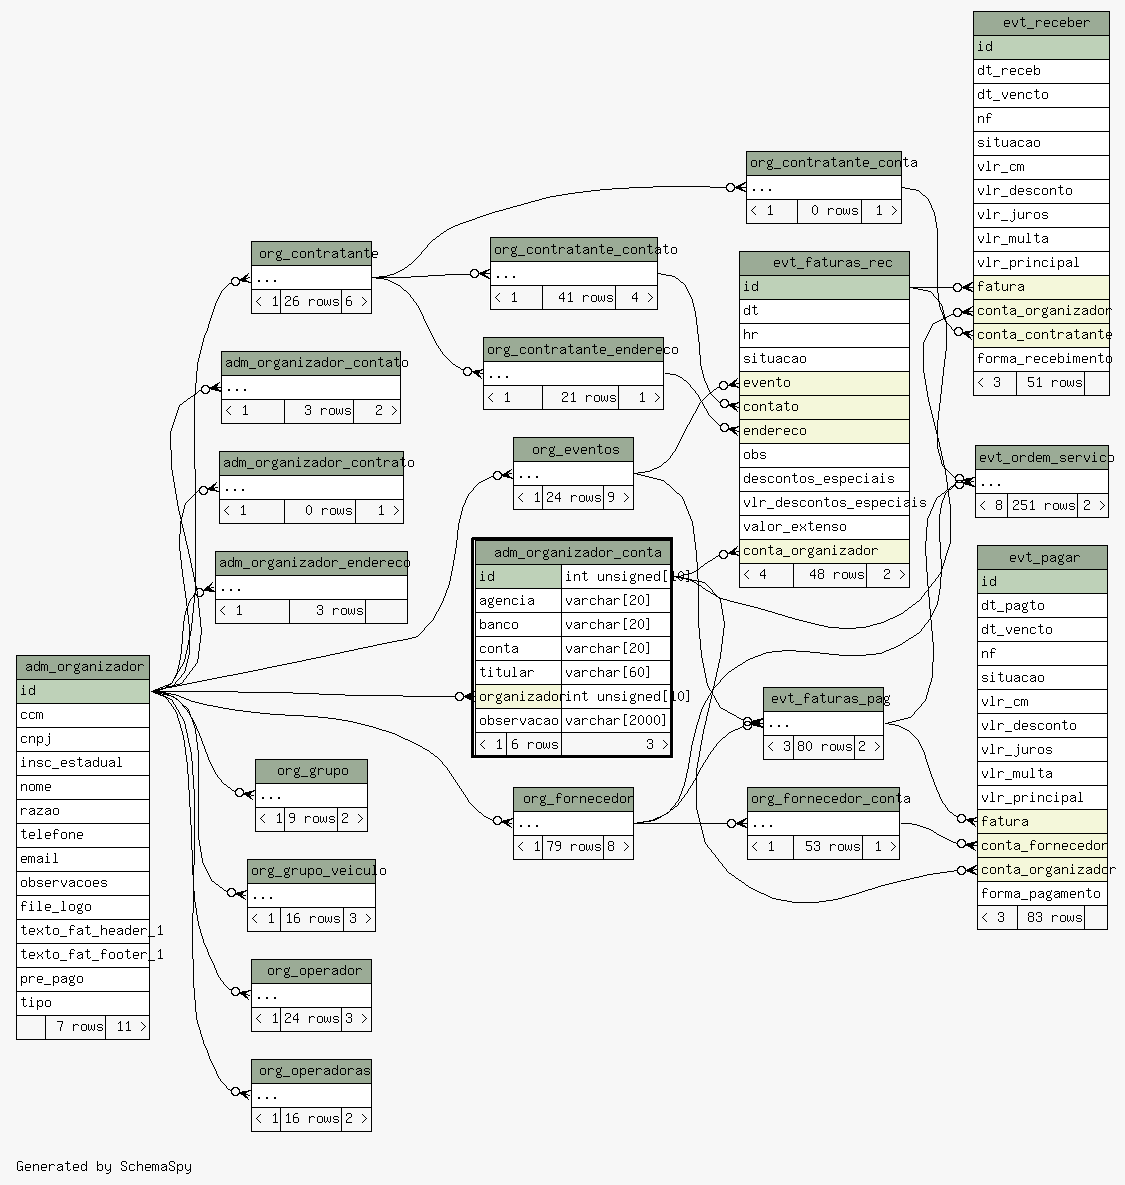 evt_receber
id
dt_receb
dt_vencto
nf
situacao
vlr_cm
vlr_desconto
vlr_juros
vlr_multa
vlr_principal
fatura
conta_organizador
conta_contratante
forma_recebimento
< 3 51 rows
org_contratante_conta
...
< 1 0 rows 1 >
org_contratante
...
< 1 26 rows 6 >
org_contratante_contato
...
< 1 41 rows 4 >
evt_faturas_rec
id
dt
hr
situacao
evento
contato
endereco
obs
descontos_especiais
vlr_descontos_especiais
valor_extenso
conta_organizador
< 4 48 rows 2 >
org_contratante_endereco
...
< 1 21 rows 1 >
adm_organizador_contato
...
< 1 3 rows 2 >
org_eventos
...
< 1 24 rows 9 >
adm_organizador_contrato
...
< 1 0 rows 1 >
evt_ordem_servico
...
< 8 251 rows 2 >
adm_organizador_conta
id int unsigned[10]
agencia varchar[20]
banco varchar[20]
conta varchar[20]
titular varchar[60]
organizador int unsigned[10]
observacao varchar[2000]
< 1 6 rows 3 >
adm_organizador_endereco
...
< 1 3 rows
evt_pagar
id
dt_pagto
dt_vencto
nf
situacao
vlr_cm
vlr_desconto
vlr_juros
vlr_multa
vlr_principal
fatura
conta_fornecedor
conta_organizador
forma_pagamento
< 3 83 rows
adm_organizador
id
ccm
cnpj
insc_estadual
nome
razao
telefone
email
observacoes
file_logo
texto_fat_header_1
texto_fat_footer_1
pre_pago
tipo
7 rows 11 >
evt_faturas_pag
...
< 3 80 rows 2 >
org_grupo
...
< 1 9 rows 2 >
org_fornecedor
...
< 1 79 rows 8 >
org_fornecedor_conta
...
< 1 53 rows 1 >
org_grupo_veiculo
...
< 1 16 rows 3 >
org_operador
...
< 1 24 rows 3 >
org_operadoras
...
< 1 16 rows 2 >
Generated by SchemaSpy